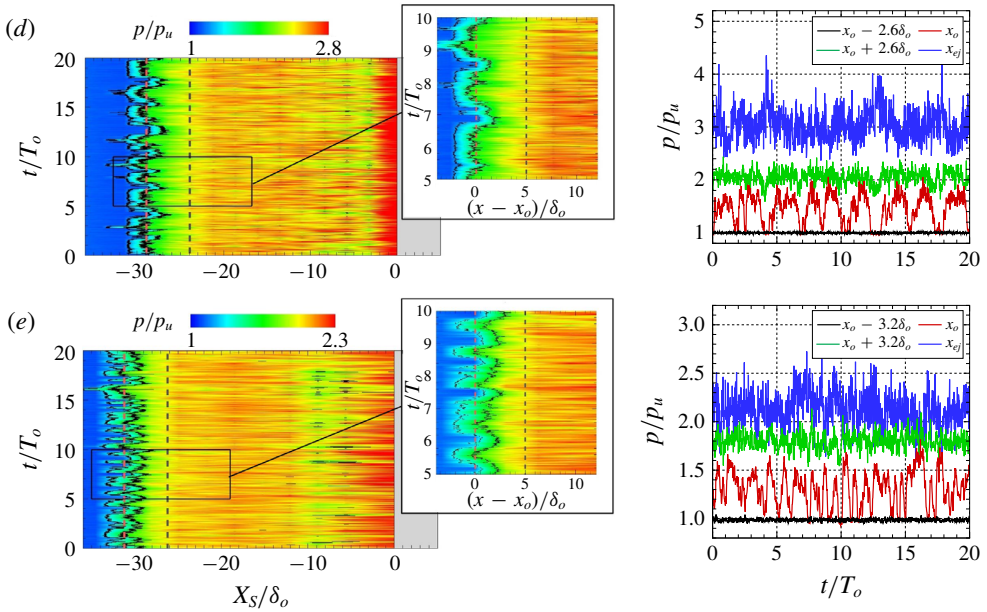 (d)
p/p_u
1 2.8
20
15
10
5
0
t/T_o
−30 −20 −10 0
10
9
8
7
6
5
t/T_o
0 5 10
(x − x_o)/δ_o
x_o − 2.6δ_o x_o
x_o + 2.6δ_o x_ej
5
4
3
2
1
p/p_u
0 5 10 15 20
(e)
p/p_u
1 2.3
20
15
10
5
0
t/T_o
−30 −20 −10 0
X_S/δ_o
10
9
8
7
6
5
t/T_o
0 5 10
(x − x_o)/δ_o
x_o − 3.2δ_o x_o
x_o + 3.2δ_o x_ej
3.0
2.5
2.0
1.5
1.0
p/p_u
0 5 10 15 20
t/T_o